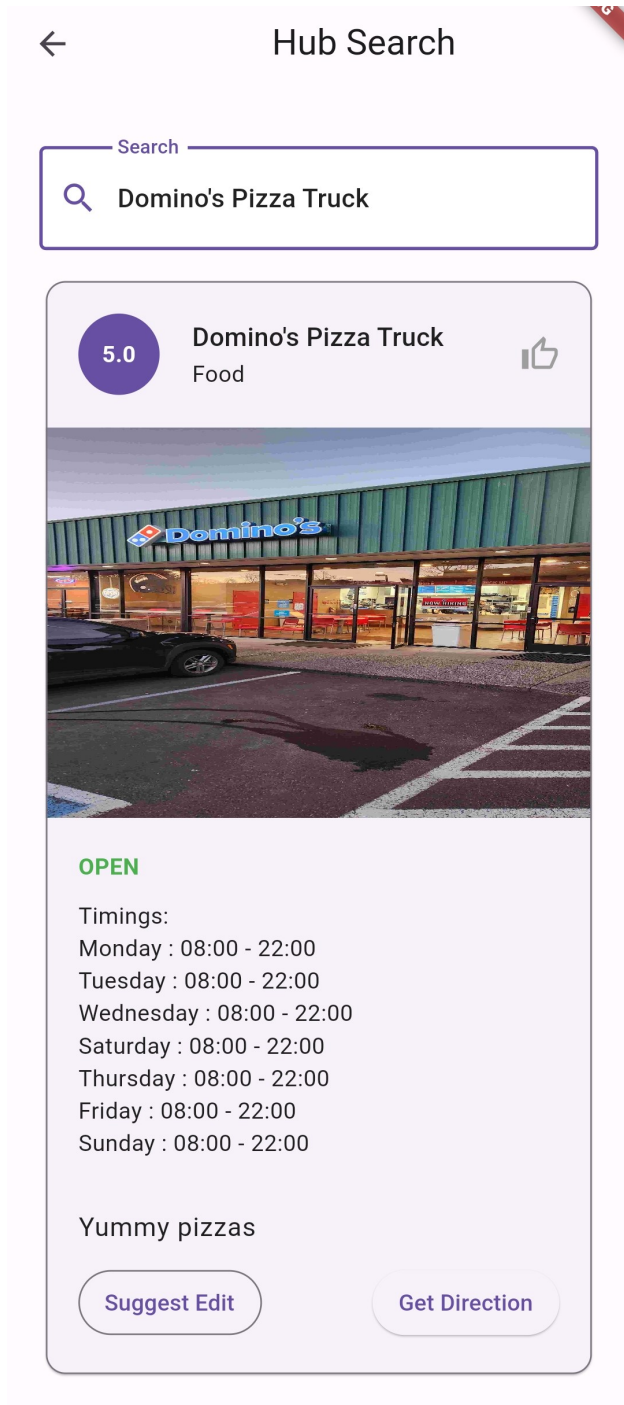 Hub Search
Search
Domino's Pizza Truck
5.0
Domino's Pizza Truck
Food
Domino's
NOW HIRING
OPEN
Timings:
Monday : 08:00 - 22:00
Tuesday : 08:00 - 22:00
Wednesday : 08:00 - 22:00
Saturday : 08:00 - 22:00
Thursday : 08:00 - 22:00
Friday : 08:00 - 22:00
Sunday : 08:00 - 22:00
Yummy pizzas
Suggest Edit
Get Direction